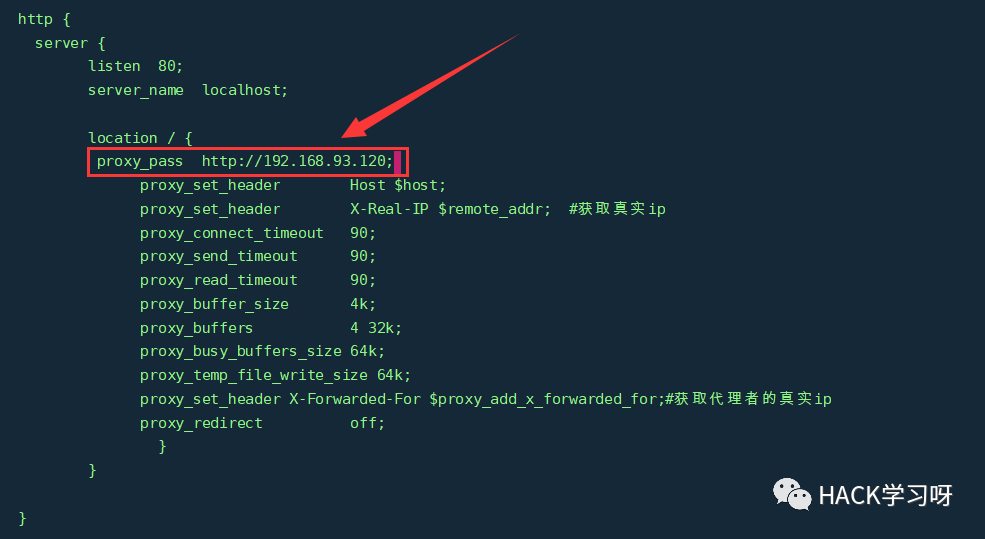 http {
server {
listen 80;
server_name localhost;
location / {
proxy_pass http://192.168.93.120;
proxy_set_header Host $host;
proxy_set_header X-Real-IP $remote_addr; #获取真实ip
proxy_connect_timeout 90;
proxy_send_timeout 90;
proxy_read_timeout 90;
proxy_buffer_size 4k;
proxy_buffers 4 32k;
proxy_busy_buffers_size 64k;
proxy_temp_file_write_size 64k;
proxy_set_header X-Forwarded-For $proxy_add_x_forwarded_for;#获取代理者的真实ip
proxy_redirect off;
}
}
}
HACK学习呀